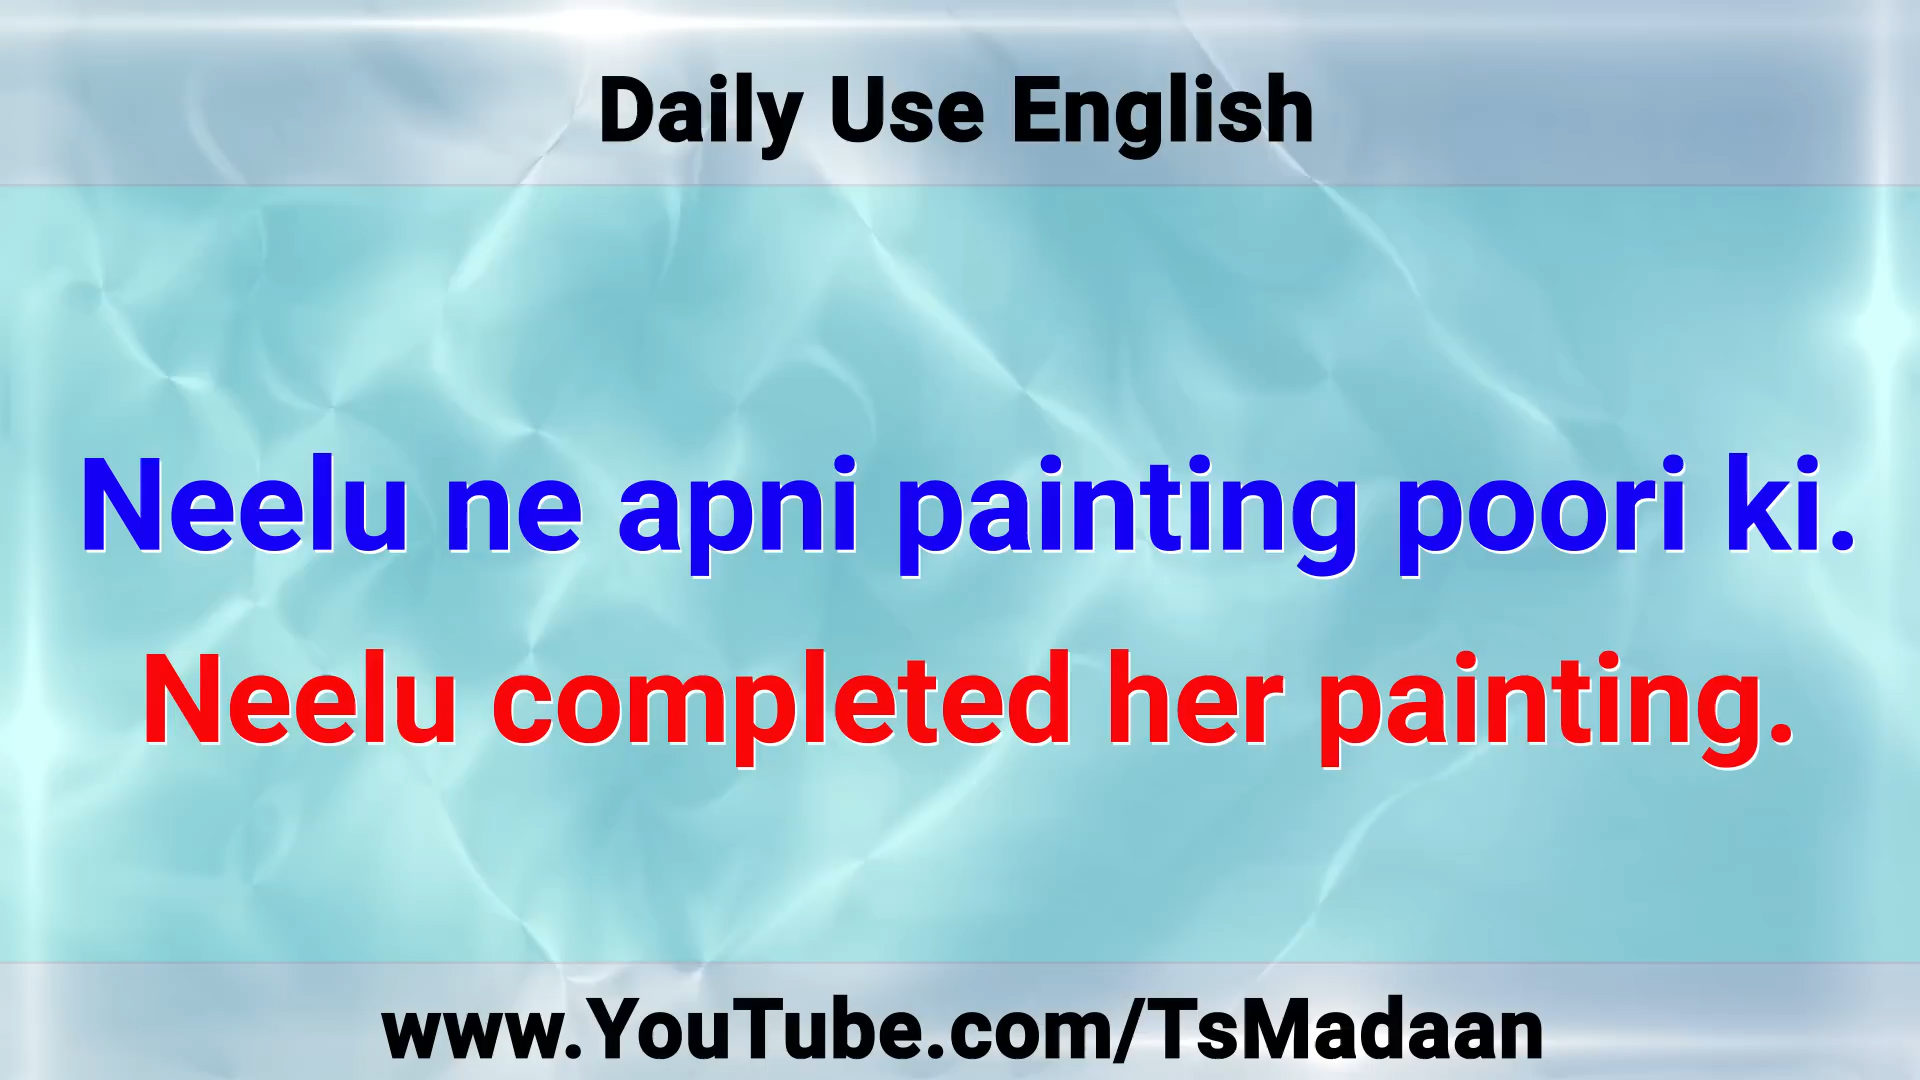 Daily Use English
Neelu ne apni painting poori ki.
Neelu completed her painting.
www.YouTube.com/TsMadaan